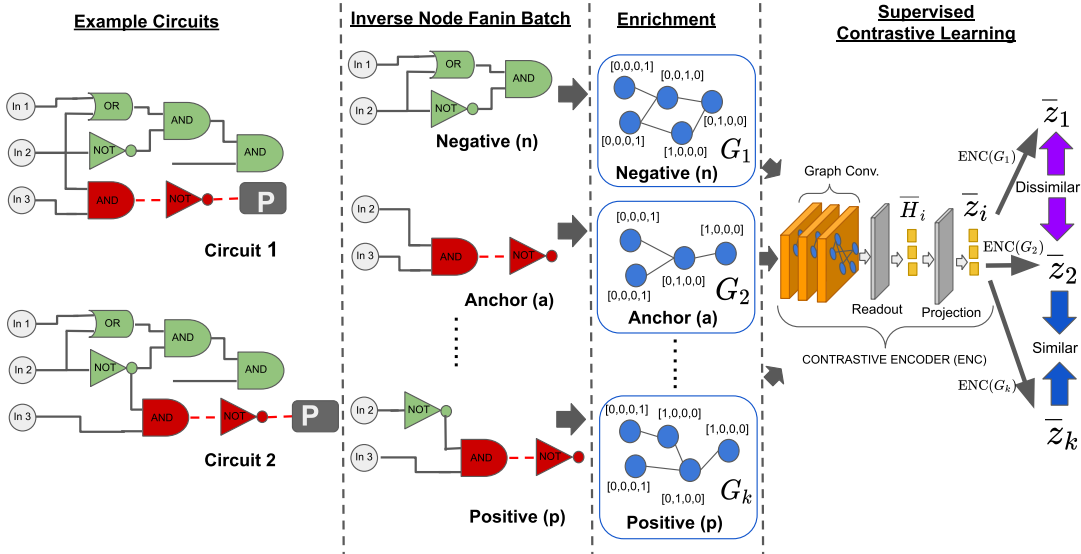 Example Circuits
In 1
OR
AND
In 2
NOT
AND
In 3
AND
NOT
P
Circuit 1
In 1
OR
AND
In 2
NOT
AND
In 3
AND
NOT
P
Circuit 2
Inverse Node Fanin Batch
In 1
OR
AND
In 2
NOT
Negative (n)
In 2
In 3
AND
NOT
Anchor (a)
In 2
NOT
In 3
AND
NOT
Positive (p)
Enrichment
[0,0,0,1]
[0,0,1,0]
[0,1,0,0]
[0,0,0,1]
[1,0,0,0]
G1
Negative (n)
[0,0,0,1]
[1,0,0,0]
[0,1,0,0]
[0,0,0,1]
G2
Anchor (a)
[0,0,0,1]
[1,0,0,0]
[1,0,0,0]
[0,0,0,1]
[0,1,0,0]
Gk
Positive (p)
Supervised
Contrastive Learning
Graph Conv.
H̅i
z̅i
Readout
Projection
CONTRASTIVE ENCODER (ENC)
ENC(G1)
ENC(G2)
ENC(Gk)
z̅1
Dissimilar
z̅2
Similar
z̅k